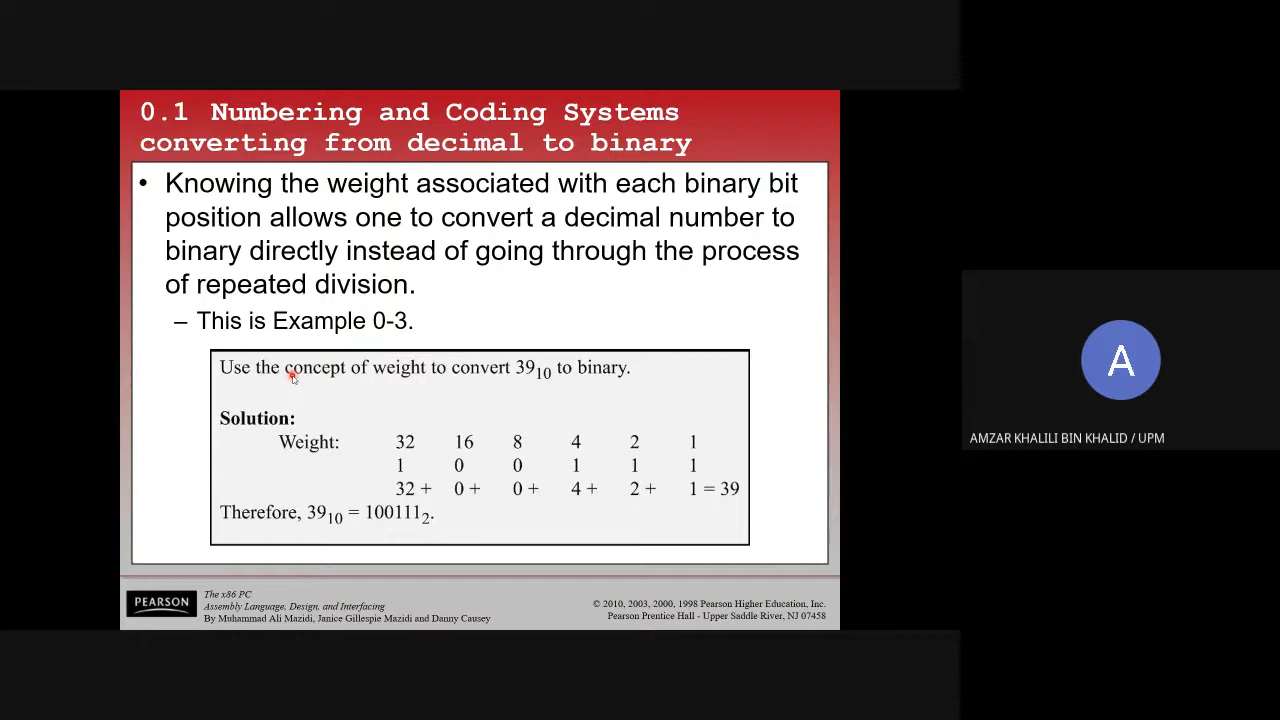 0.1 Numbering and Coding Systems
converting from decimal to binary
• Knowing the weight associated with each binary bit
position allows one to convert a decimal number to
binary directly instead of going through the process
of repeated division.
– This is Example 0-3.
Use the concept of weight to convert 39₁₀ to binary.
Solution:
Weight: 32 16 8 4 2 1
1 0 0 1 1 1
32 + 0 + 0 + 4 + 2 + 1 = 39
Therefore, 39₁₀ = 100111₂.
PEARSON
The x86 PC
Assembly Language, Design, and Interfacing
By Muhammad Ali Mazidi, Janice Gillespie Mazidi and Danny Causey
© 2010, 2003, 2000, 1998 Pearson Higher Education, Inc.
Pearson Prentice Hall - Upper Saddle River, NJ 07458
A
AMZAR KHALILI BIN KHALID / UPM